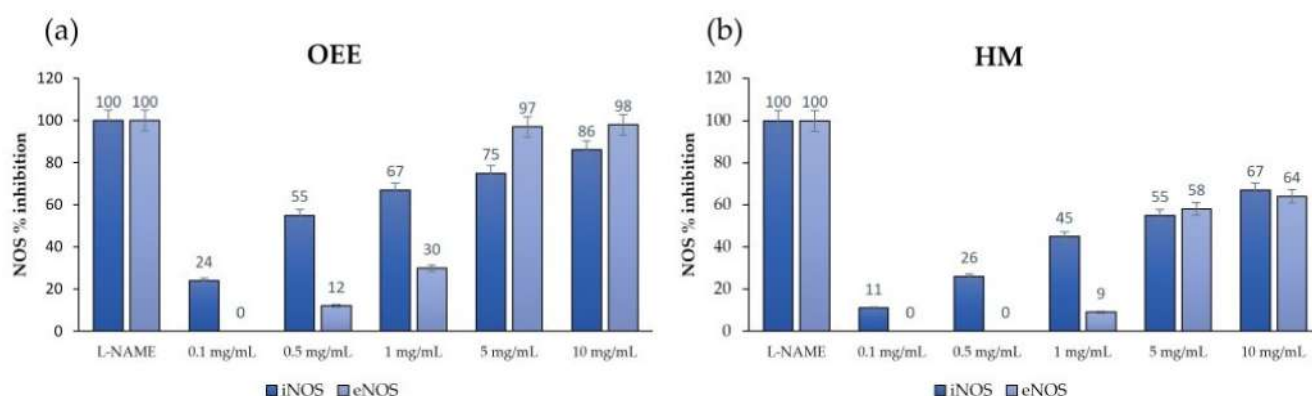 (a)
OEE
NOS % inhibition
120
100
80
60
40
20
0
100 100
24 0
55 12
67 30
75 97
86 98
L-NAME 0.1 mg/mL 0.5 mg/mL 1 mg/mL 5 mg/mL 10 mg/mL
iNOS eNOS
(b)
HM
NOS % inhibition
120
100
80
60
40
20
0
100 100
11 0
26 0
45 9
55 58
67 64
L-NAME 0.1 mg/mL 0.5 mg/mL 1 mg/mL 5 mg/mL 10 mg/mL
iNOS eNOS